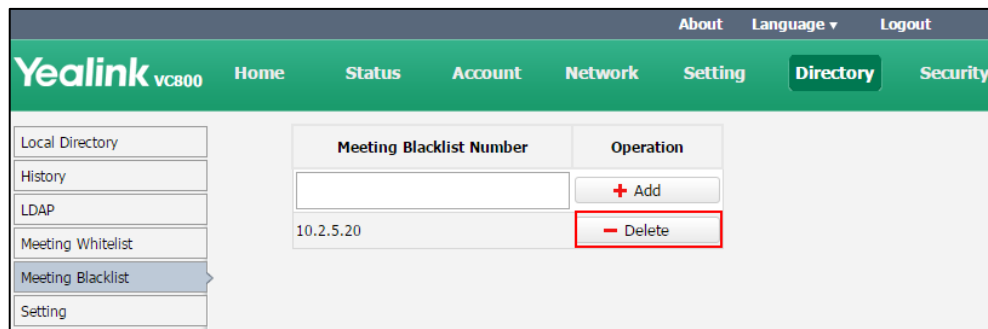 About Language ▾ Logout
Yealink VC800 Home Status Account Network Setting Directory Security
Local Directory
History
LDAP
Meeting Whitelist
Meeting Blacklist
Setting
Meeting Blacklist Number Operation
+ Add
10.2.5.20 − Delete